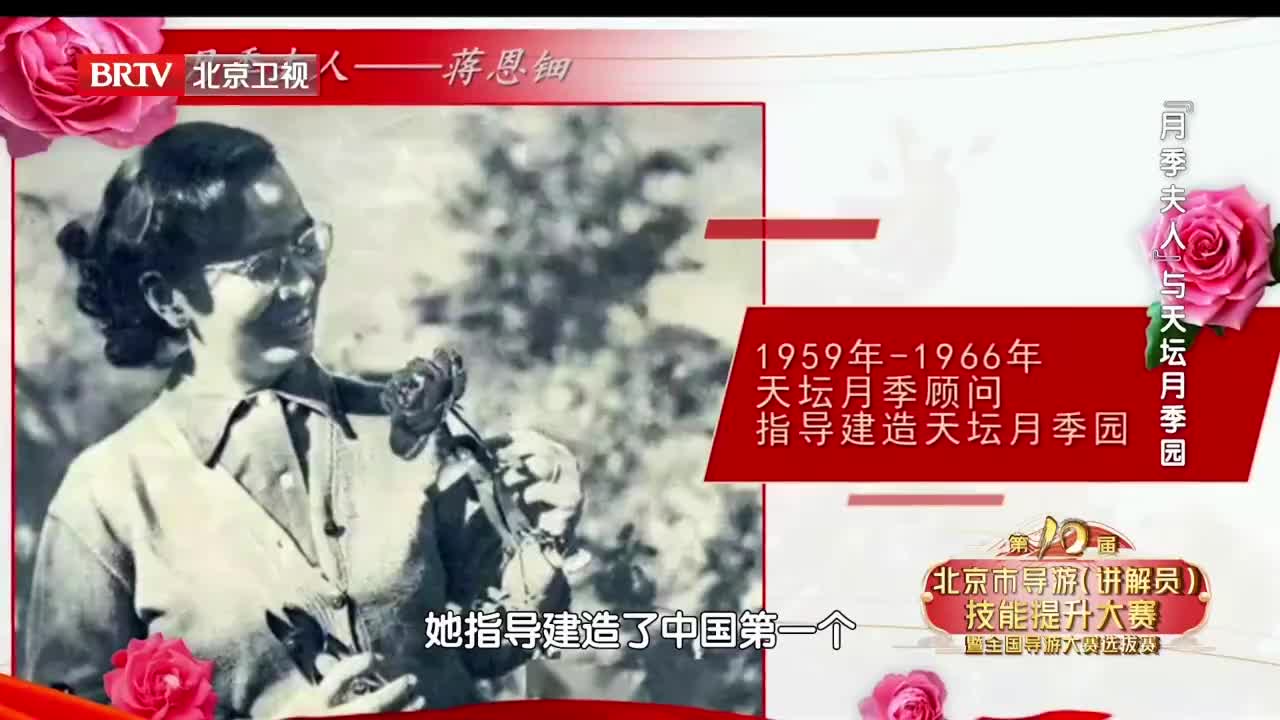 BRTV 北京卫视
人——蒋恩钿
『月季夫人』与天坛月季园
1959年-1966年
天坛月季顾问
指导建造天坛月季园
第10届
北京市导游(讲解员)
技能提升大赛
暨全国导游大赛选拔赛
她指导建造了中国第一个